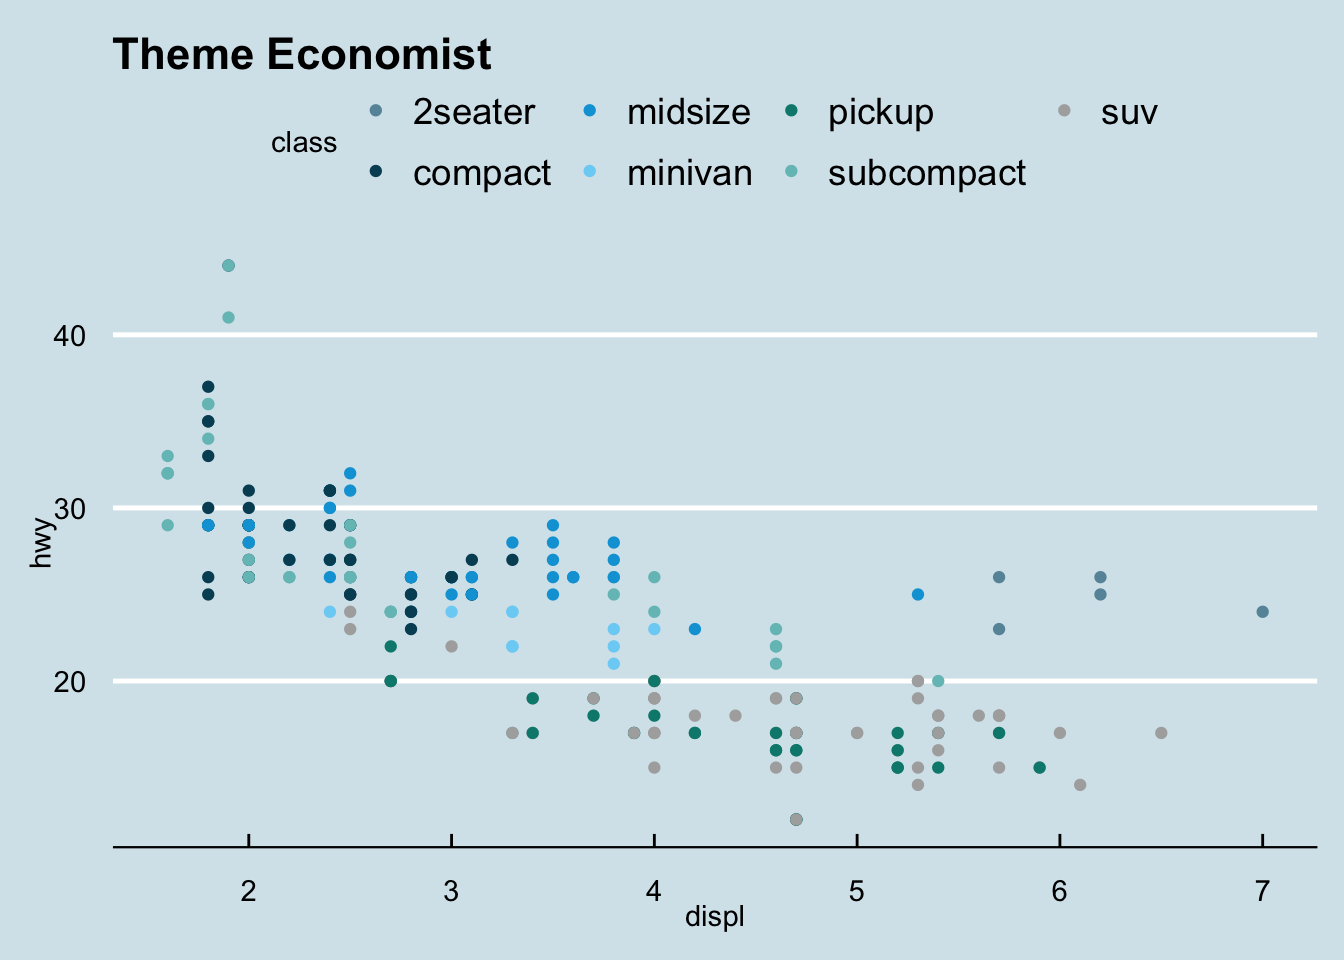 Theme Economist
class
2seater midsize pickup suv
compact minivan subcompact
40
30
20
hwy
2 3 4 5 6 7
displ